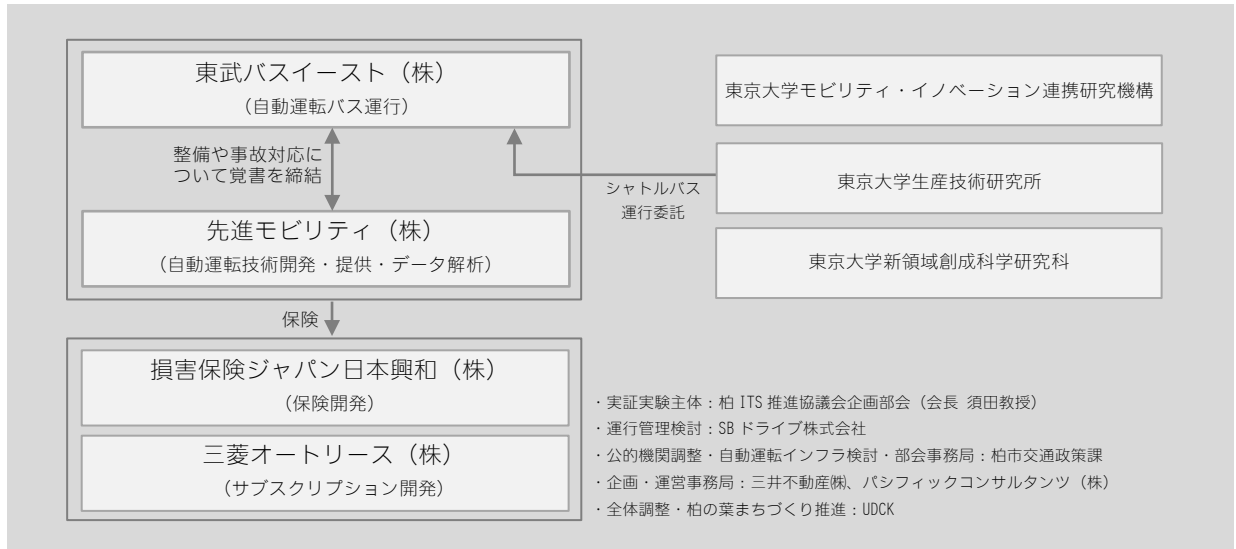 東武バスイースト（株）
（自動運転バス運行）
整備や事故対応に
ついて覚書を締結
先進モビリティ（株）
（自動運転技術開発・提供・データ解析）
シャトルバス
運行委託
東京大学モビリティ・イノベーション連携研究機構
東京大学生産技術研究所
東京大学新領域創成科学研究科
保険
損害保険ジャパン日本興和（株）
（保険開発）
三菱オートリース（株）
（サブスクリプション開発）
・実証実験主体：柏 ITS 推進協議会企画部会（会長 須田教授）
・運行管理検討：SB ドライブ株式会社
・公的機関調整・自動運転インフラ検討・部会事務局：柏市交通政策課
・企画・運営事務局：三井不動産㈱、パシフィックコンサルタンツ（株）
・全体調整・柏の葉まちづくり推進：UDCK